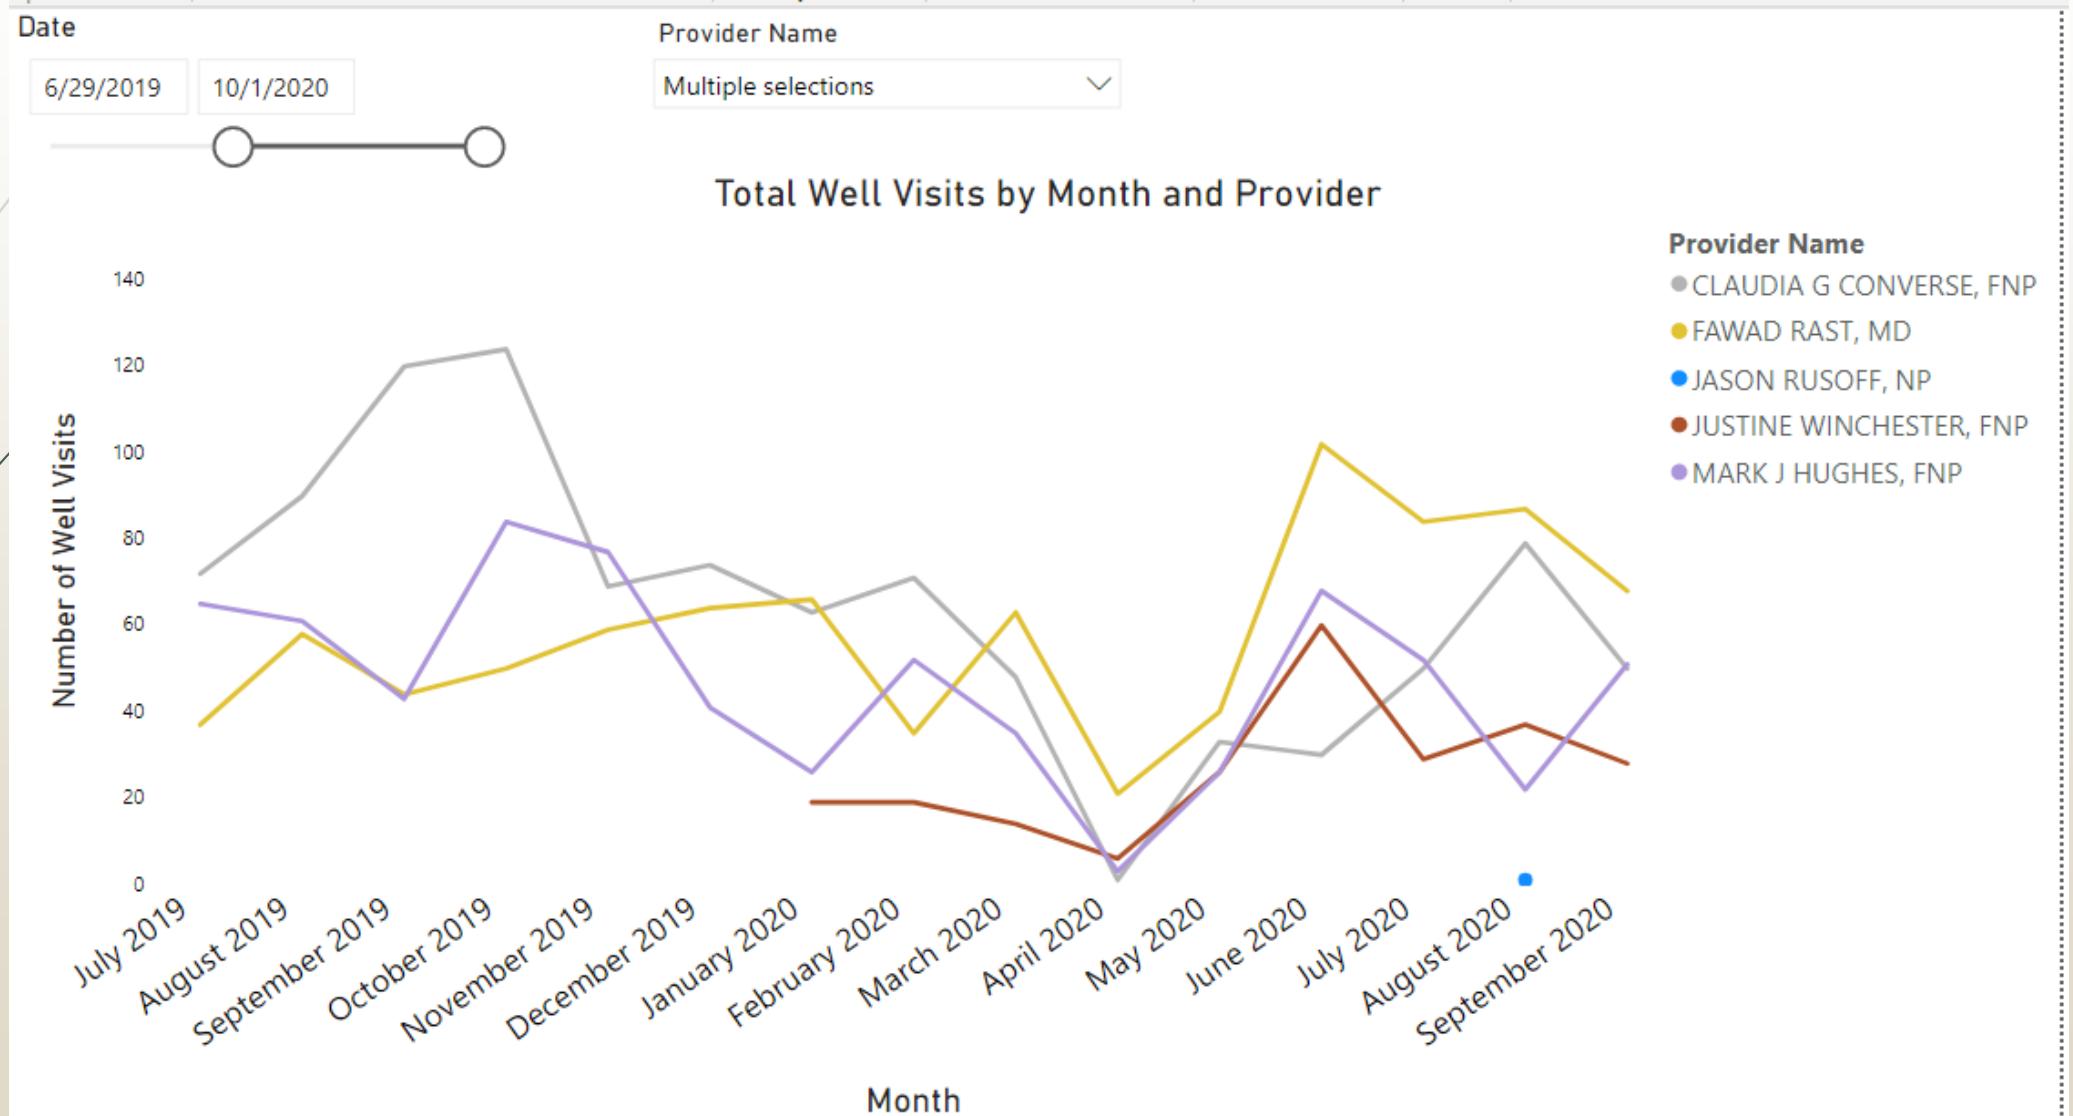 Date
Provider Name
6/29/2019
10/1/2020
Multiple selections
Total Well Visits by Month and Provider
Provider Name
CLAUDIA G CONVERSE, FNP
FAWAD RAST, MD
JASON RUSOFF, NP
JUSTINE WINCHESTER, FNP
MARK J HUGHES, FNP
Number of Well Visits
140
120
100
80
60
40
20
0
July 2019
August 2019
September 2019
October 2019
November 2019
December 2019
January 2020
February 2020
March 2020
April 2020
May 2020
June 2020
July 2020
August 2020
September 2020
Month